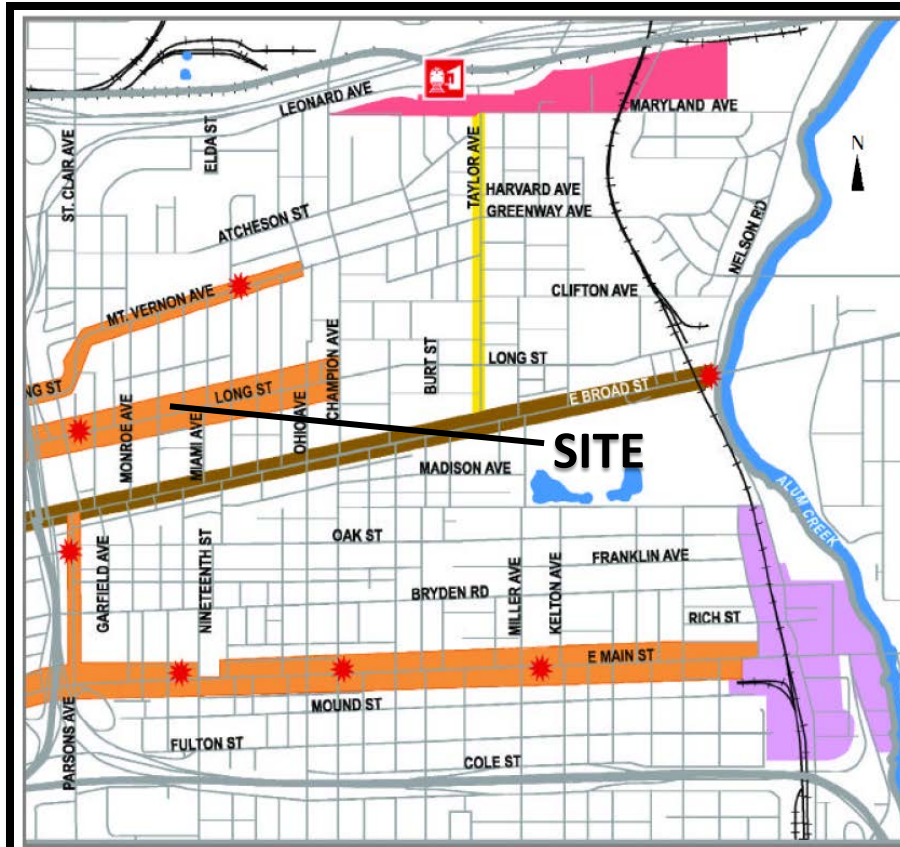 LEONARD AVE
MARYLAND AVE
ST. CLAIR AVE
ELDA ST
TAYLOR AVE
N
HARVARD AVE
GREENWAY AVE
ATCHESON ST
NELSON RD
CLIFTON AVE
MT. VERNON AVE
LONG ST
BURT ST
CHAMPION AVE
NG ST
LONG ST
E BROAD ST
MONROE AVE
MIAMI AVE
OHIO AVE
SITE
MADISON AVE
ALUM CREEK
OAK ST
FRANKLIN AVE
GARFIELD AVE
NINETEENTH ST
BRYDEN RD
MILLER AVE
KELTON AVE
RICH ST
E MAIN ST
MOUND ST
PARSONS AVE
FULTON ST
COLE ST